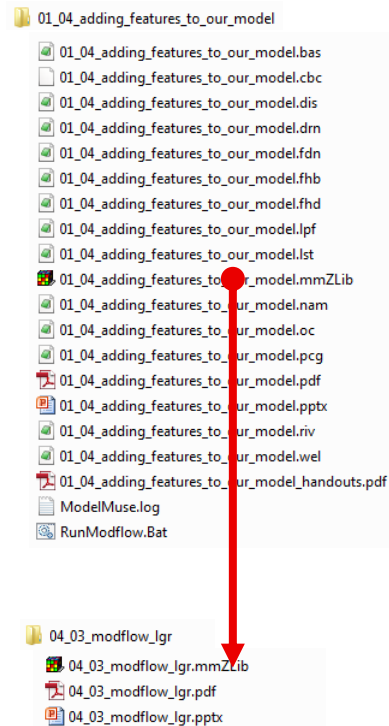 01_04_adding_features_to_our_model
01_04_adding_features_to_our_model.bas
01_04_adding_features_to_our_model.cbc
01_04_adding_features_to_our_model.dis
01_04_adding_features_to_our_model.drn
01_04_adding_features_to_our_model.fdn
01_04_adding_features_to_our_model.fhb
01_04_adding_features_to_our_model.fhd
01_04_adding_features_to_our_model.lpf
01_04_adding_features_to_our_model.lst
01_04_adding_features_to_our_model.mmZLib
01_04_adding_features_to_our_model.nam
01_04_adding_features_to_our_model.oc
01_04_adding_features_to_our_model.pcg
01_04_adding_features_to_our_model.pdf
01_04_adding_features_to_our_model.pptx
01_04_adding_features_to_our_model.riv
01_04_adding_features_to_our_model.wel
01_04_adding_features_to_our_model_handouts.pdf
ModelMuse.log
RunModflow.Bat
04_03_modflow_lgr
04_03_modflow_lgr.mmZLib
04_03_modflow_lgr.pdf
04_03_modflow_lgr.pptx